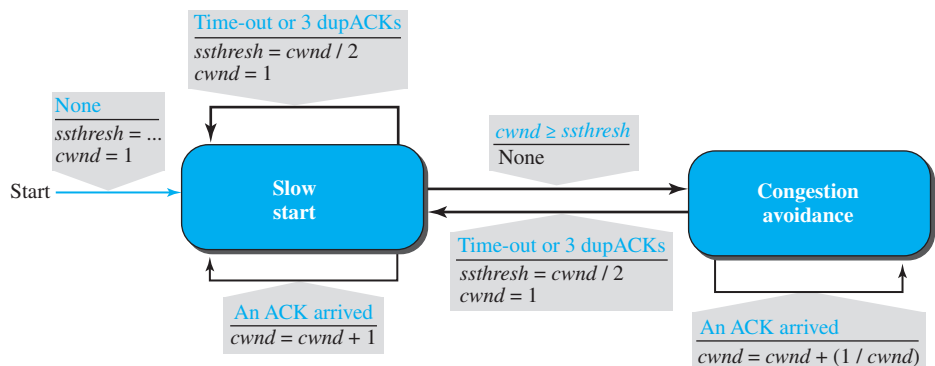 Time-out or 3 dupACKs
ssthresh = cwnd / 2
cwnd = 1
None
ssthresh = ...
cwnd = 1
Start
Slow
start
cwnd ≥ ssthresh
None
Congestion
avoidance
Time-out or 3 dupACKs
ssthresh = cwnd / 2
cwnd = 1
An ACK arrived
cwnd = cwnd + 1
An ACK arrived
cwnd = cwnd + (1 / cwnd)